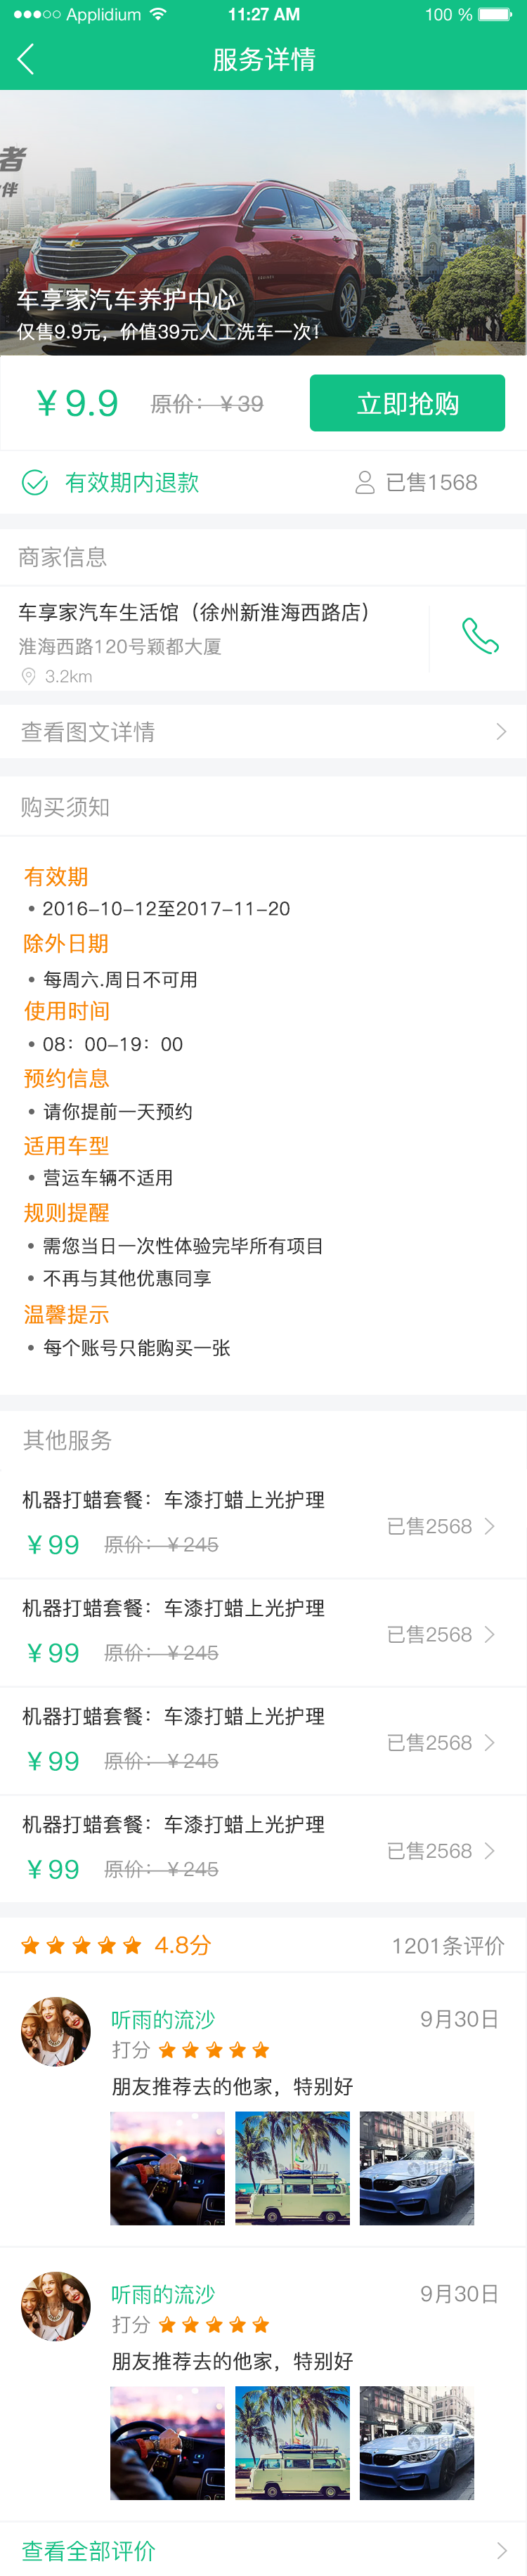 Applidium 11:27 AM 100 %
服务详情
者
伴
车享家汽车养护中心
仅售9.9元，价值39元人工洗车一次！
￥9.9 原价：￥39 立即抢购
有效期内退款 已售1568
商家信息
车享家汽车生活馆（徐州新淮海西路店）
淮海西路120号颖都大厦
3.2km
查看图文详情
购买须知
有效期
• 2016-10-12至2017-11-20
除外日期
• 每周六.周日不可用
使用时间
• 08：00-19：00
预约信息
• 请你提前一天预约
适用车型
• 营运车辆不适用
规则提醒
• 需您当日一次性体验完毕所有项目
• 不再与其他优惠同享
温馨提示
• 每个账号只能购买一张
其他服务
机器打蜡套餐：车漆打蜡上光护理
￥99 原价：￥245 已售2568
机器打蜡套餐：车漆打蜡上光护理
￥99 原价：￥245 已售2568
机器打蜡套餐：车漆打蜡上光护理
￥99 原价：￥245 已售2568
机器打蜡套餐：车漆打蜡上光护理
￥99 原价：￥245 已售2568
4.8分 1201条评价
听雨的流沙 9月30日
打分
朋友推荐去的他家，特别好
听雨的流沙 9月30日
打分
朋友推荐去的他家，特别好
查看全部评价